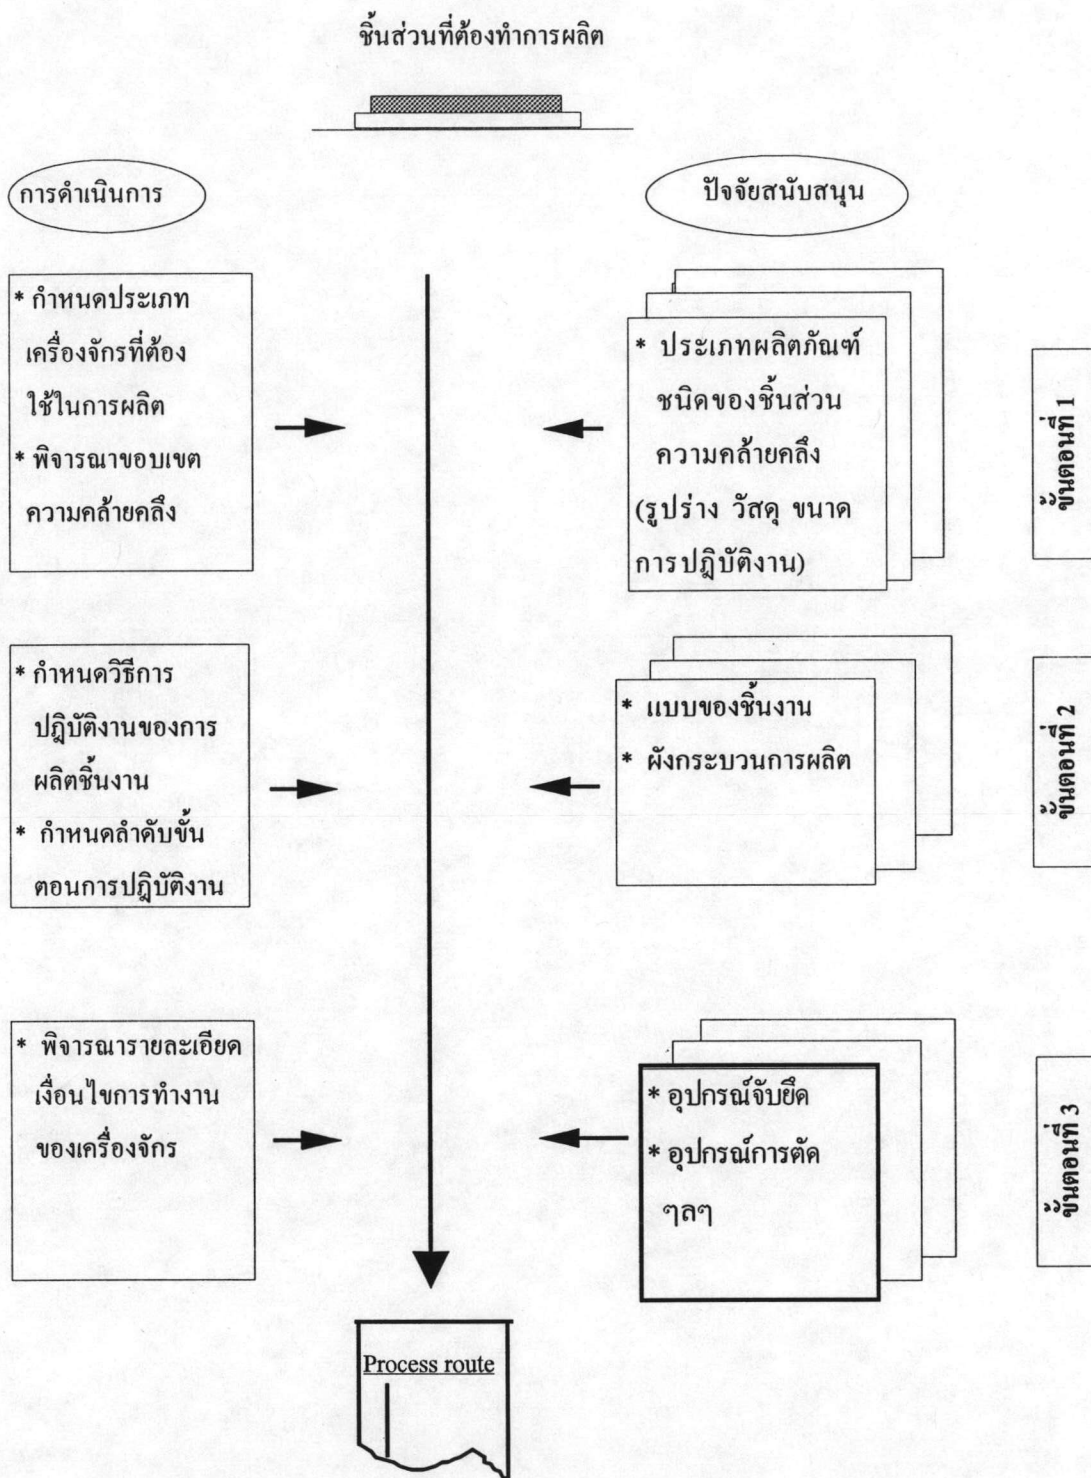 ชิ้นส่วนที่ต้องทำการผลิต
การดำเนินการ
ปัจจัยสนับสนุน
* กำหนดประเภท
เครื่องจักรที่ต้อง
ใช้ในการผลิต
* พิจารณาขอบเขต
ความคล้ายคลึง
* ประเภทผลิตภัณฑ์
ชนิดของชิ้นส่วน
ความคล้ายคลึง
(รูปร่าง วัสดุ ขนาด
การปฎิบัติงาน)
ขั้นตอนที่ 1
* กำหนดวิธีการ
ปฎิบัติงานของการ
ผลิตชิ้นงาน
* กำหนดลำดับขั้น
ตอนการปฎิบัติงาน
* แบบของชิ้นงาน
* ผังกระบวนการผลิต
ขั้นตอนที่ 2
* พิจารณารายละเอียด
เงื่อนไขการทำงาน
ของเครื่องจักร
* อุปกรณ์จับยึด
* อุปกรณ์การตัด
ๆลๆ
ขั้นตอนที่ 3
Process route